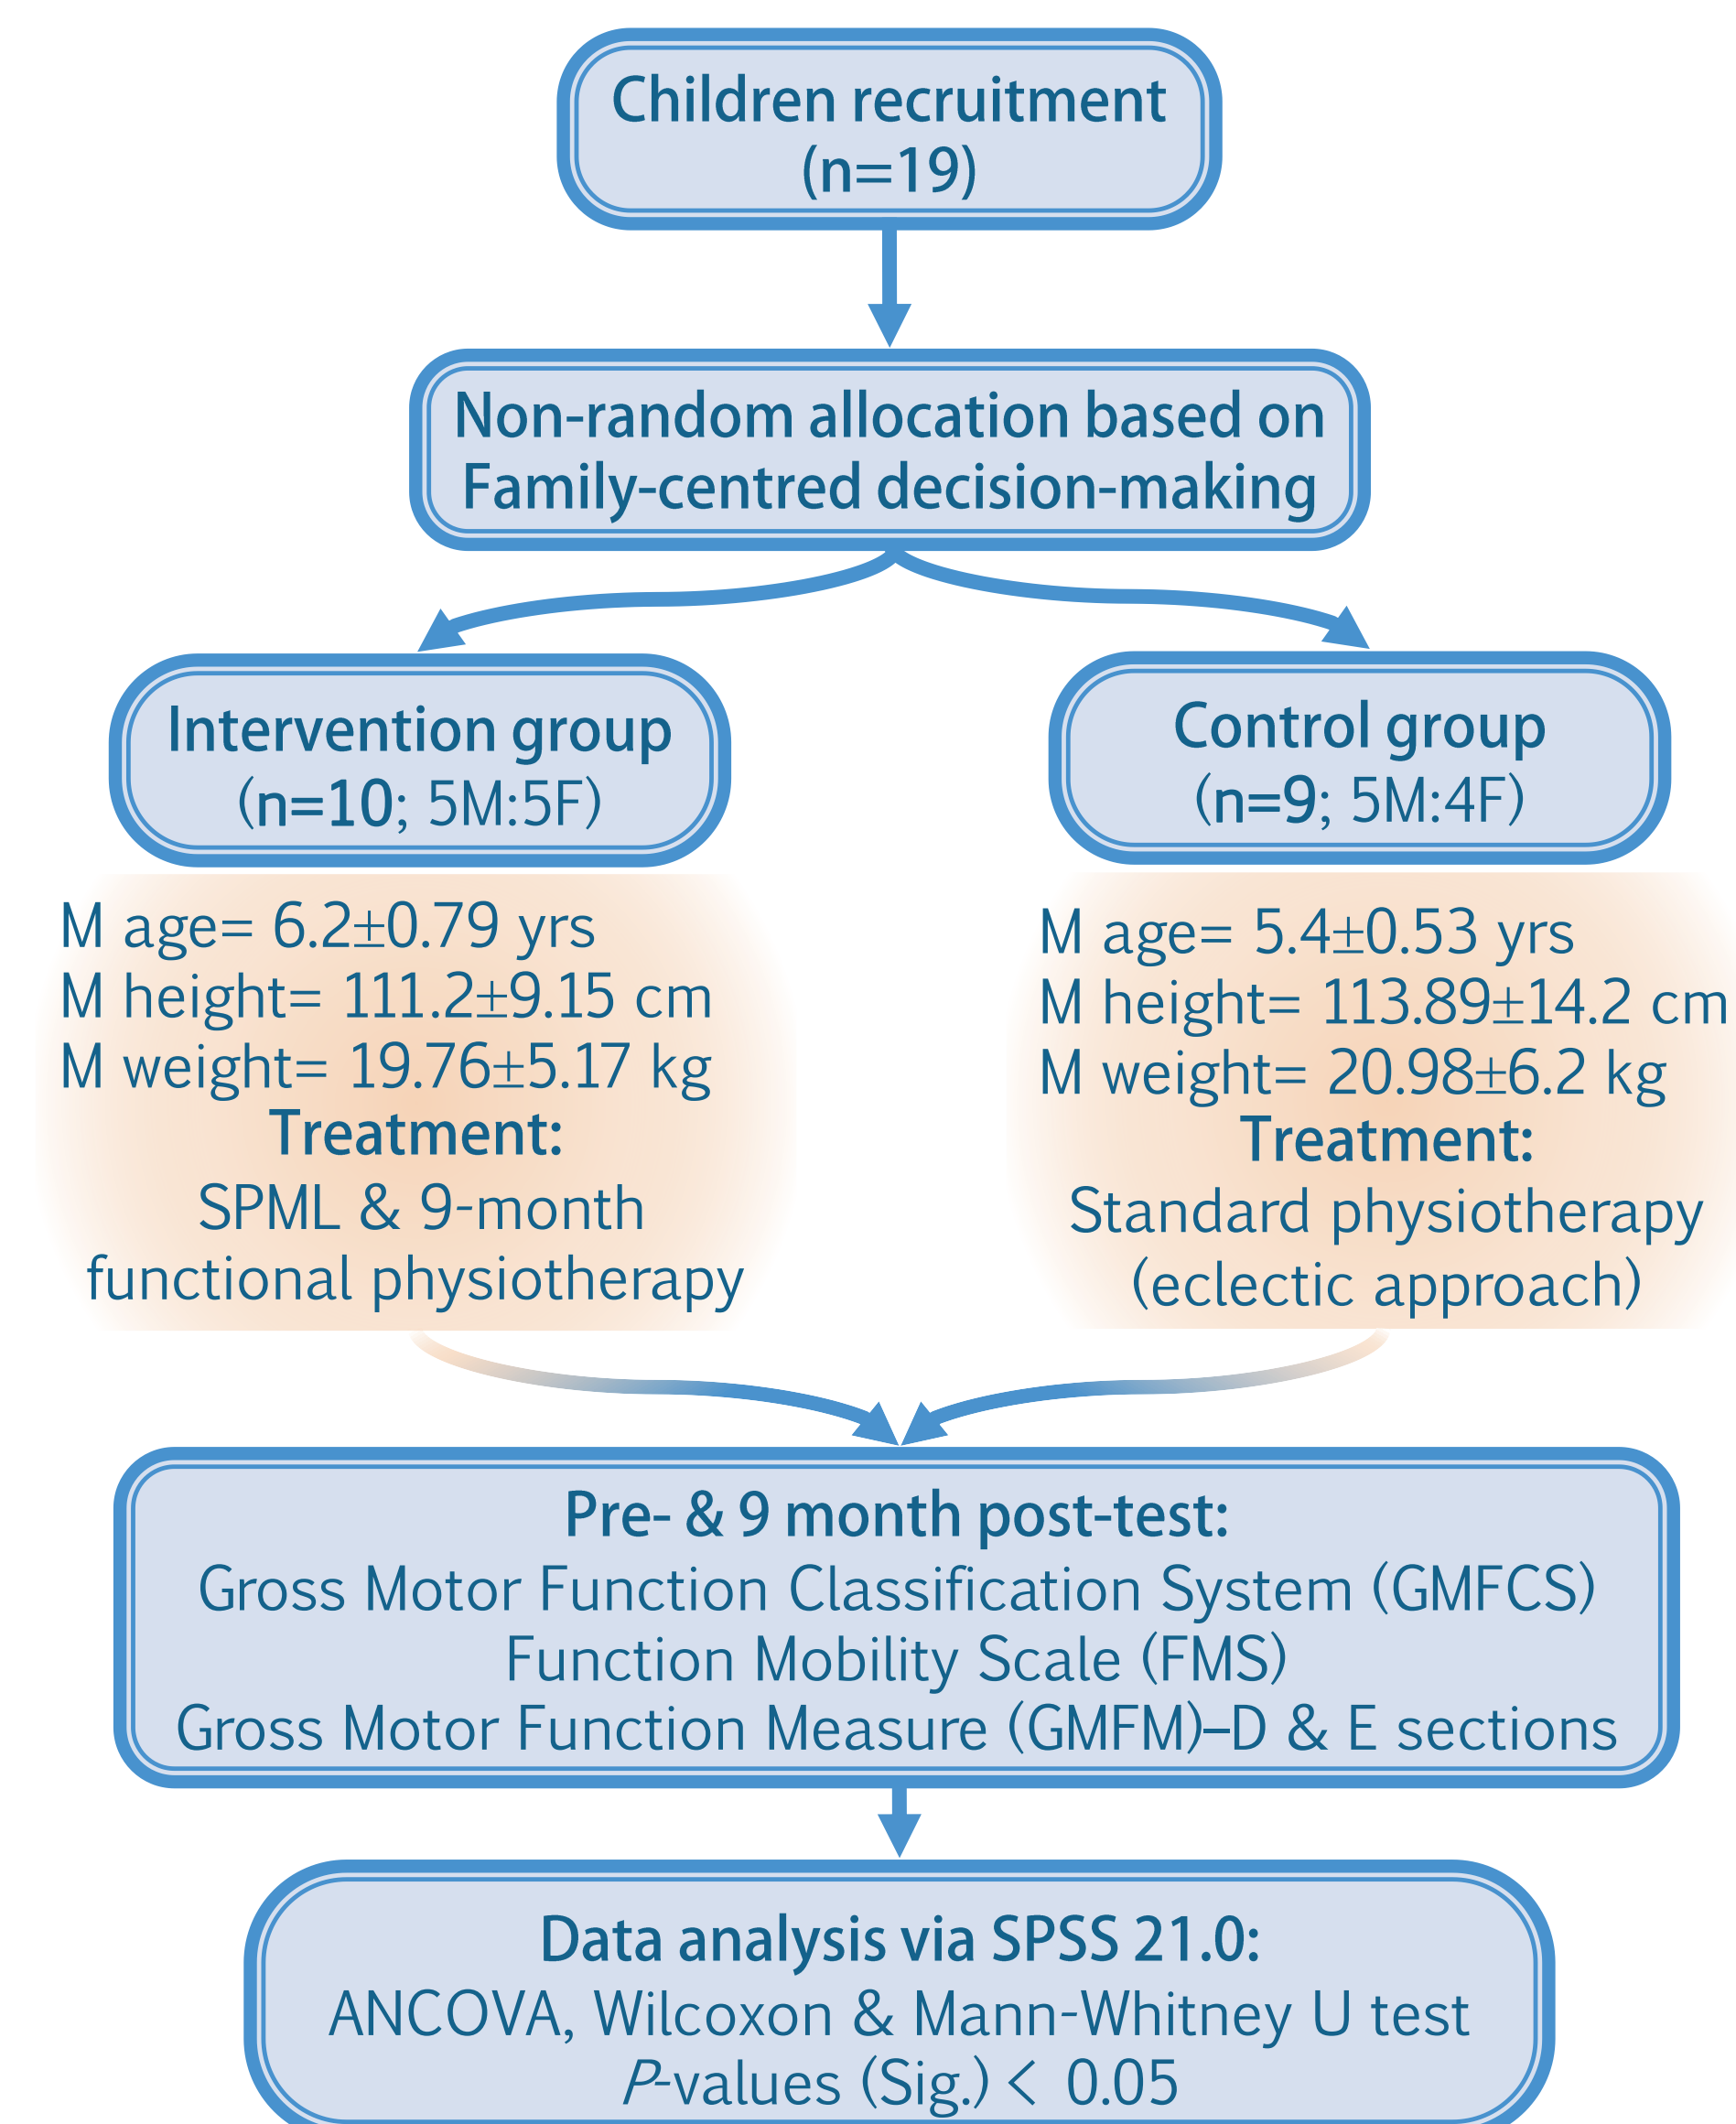 Children recruitment
(n=19)
Non-random allocation based on
Family-centred decision-making
Intervention group
(n=10; 5M:5F)
M age= 6.2±0.79 yrs
M height= 111.2±9.15 cm
M weight= 19.76±5.17 kg
Treatment:
SPML & 9-month
functional physiotherapy
Control group
(n=9; 5M:4F)
M age= 5.4±0.53 yrs
M height= 113.89±14.2 cm
M weight= 20.98±6.2 kg
Treatment:
Standard physiotherapy
(eclectic approach)
Pre- & 9 month post-test:
Gross Motor Function Classification System (GMFCS)
Function Mobility Scale (FMS)
Gross Motor Function Measure (GMFM)–D & E sections
Data analysis via SPSS 21.0:
ANCOVA, Wilcoxon & Mann-Whitney U test
P-values (Sig.) < 0.05